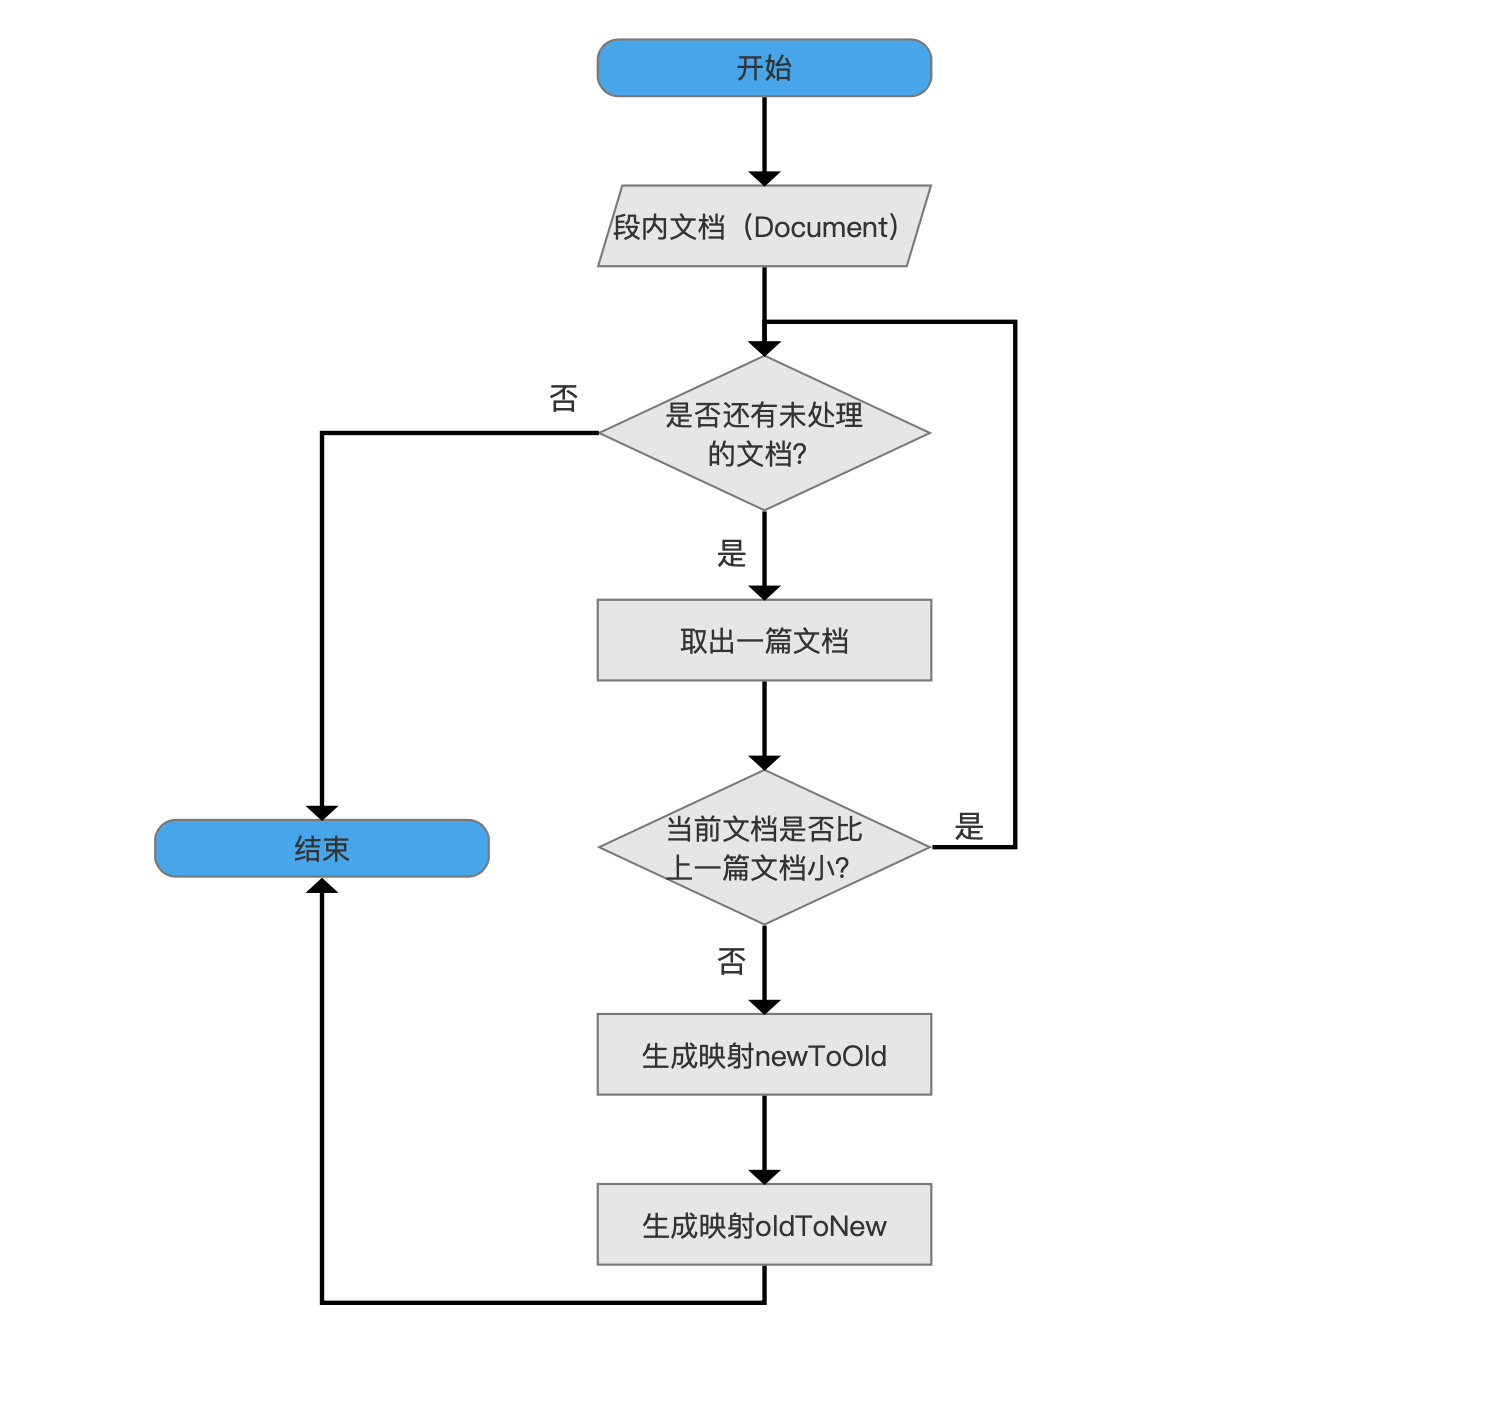 开始
段内文档（Document）
否
是否还有未处理
的文档?
是
取出一篇文档
当前文档是否比
上一篇文档小?
是
结束
否
生成映射newToOld
生成映射oldToNew